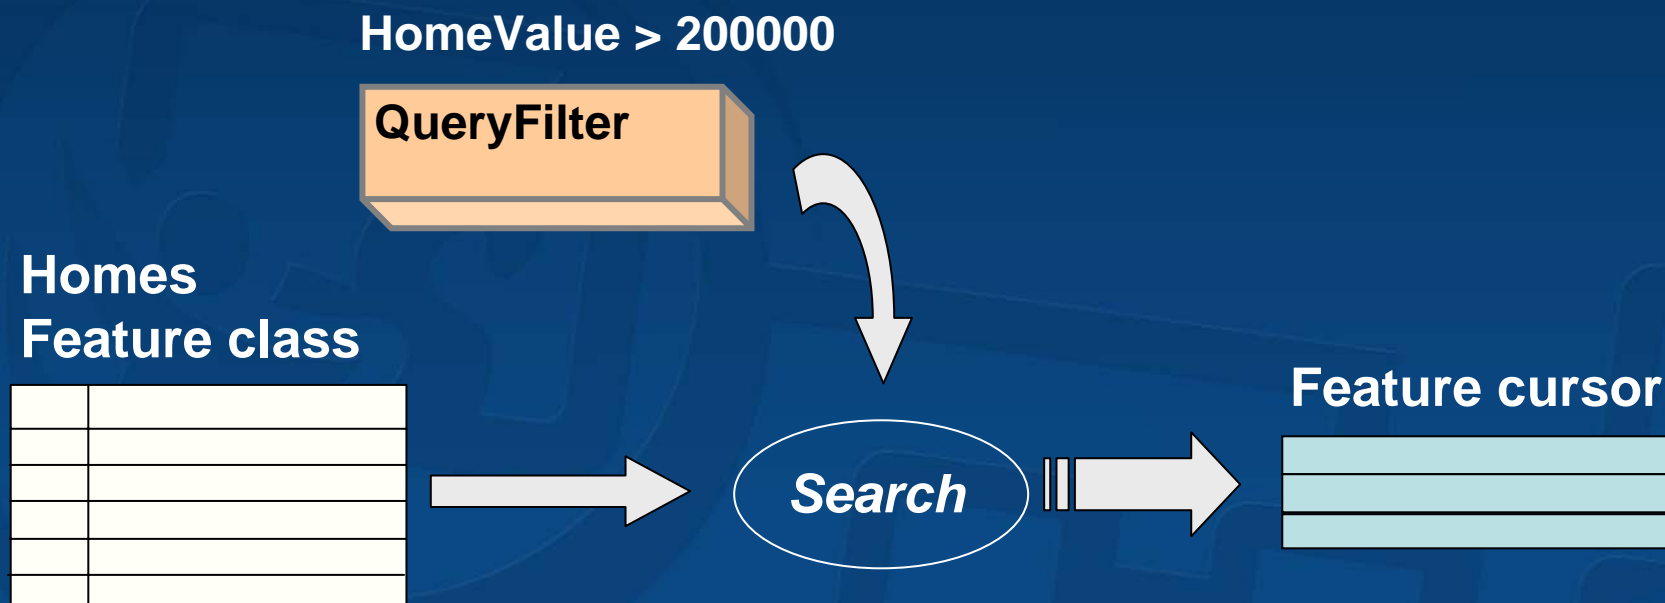 HomeValue > 200000
QueryFilter
Homes
Feature class
Search
Feature cursor